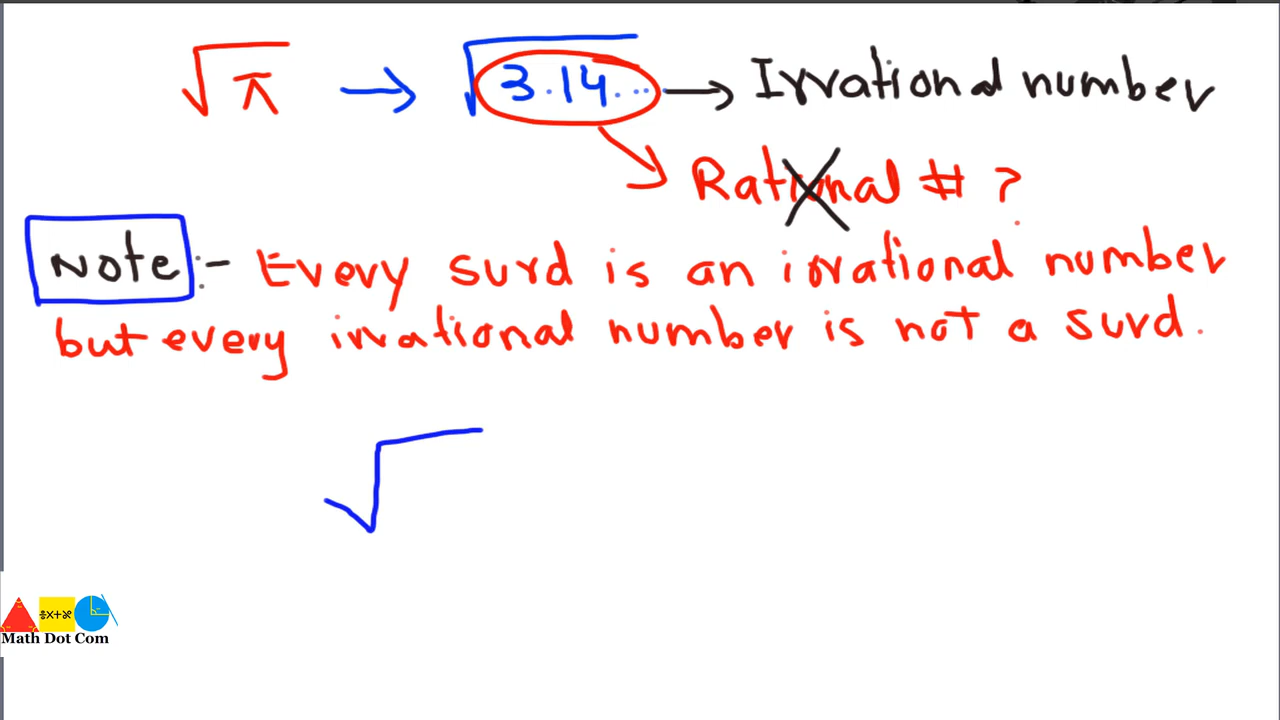 √π → √3.14... → Irrational number
Rational # ?
Note :- Every surd is an irrational number
but every irrational number is not a surd.
√
÷×+
Math Dot Com